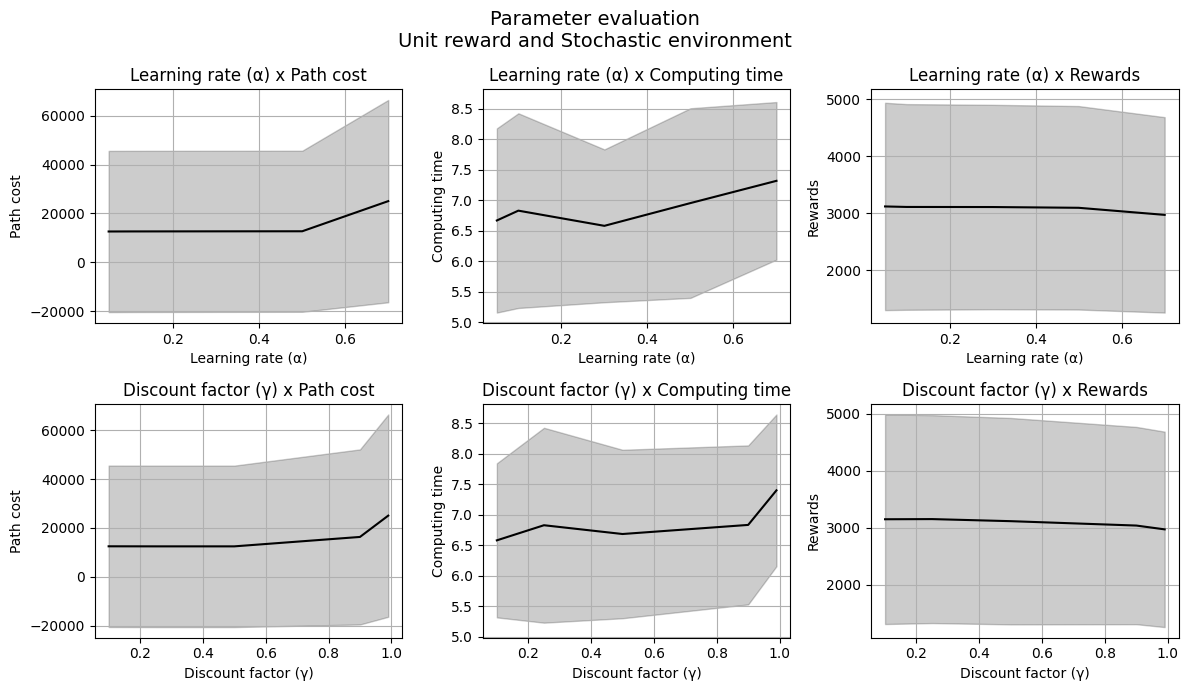 Parameter evaluation
Unit reward and Stochastic environment
Learning rate (α) x Path cost
Path cost
60000
40000
20000
0
−20000
0.2 0.4 0.6
Learning rate (α)
Learning rate (α) x Computing time
Computing time
8.5
8.0
7.5
7.0
6.5
6.0
5.5
5.0
0.2 0.4 0.6
Learning rate (α)
Learning rate (α) x Rewards
Rewards
5000
4000
3000
2000
0.2 0.4 0.6
Learning rate (α)
Discount factor (γ) x Path cost
Path cost
60000
40000
20000
0
−20000
0.2 0.4 0.6 0.8 1.0
Discount factor (γ)
Discount factor (γ) x Computing time
Computing time
8.5
8.0
7.5
7.0
6.5
6.0
5.5
5.0
0.2 0.4 0.6 0.8 1.0
Discount factor (γ)
Discount factor (γ) x Rewards
Rewards
5000
4000
3000
2000
0.2 0.4 0.6 0.8 1.0
Discount factor (γ)